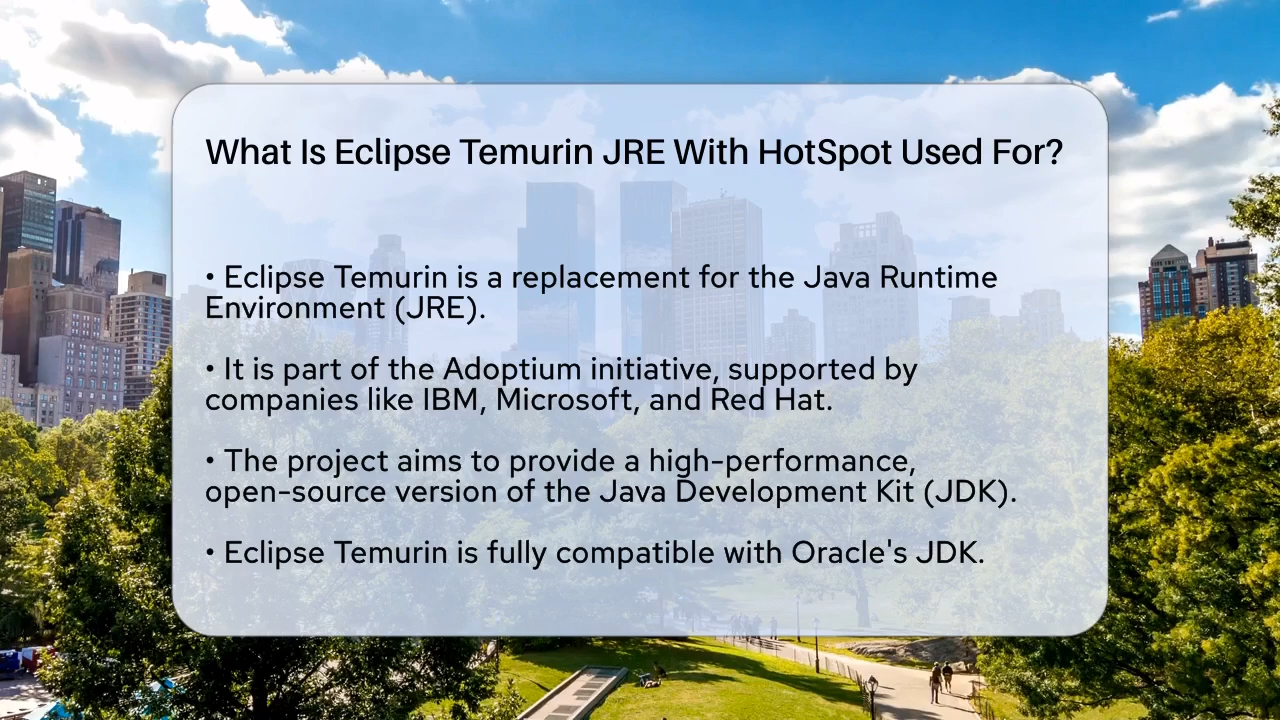 What Is Eclipse Temurin JRE With HotSpot Used For?
• Eclipse Temurin is a replacement for the Java Runtime
Environment (JRE).
• It is part of the Adoptium initiative, supported by
companies like IBM, Microsoft, and Red Hat.
• The project aims to provide a high-performance,
open-source version of the Java Development Kit (JDK).
• Eclipse Temurin is fully compatible with Oracle's JDK.